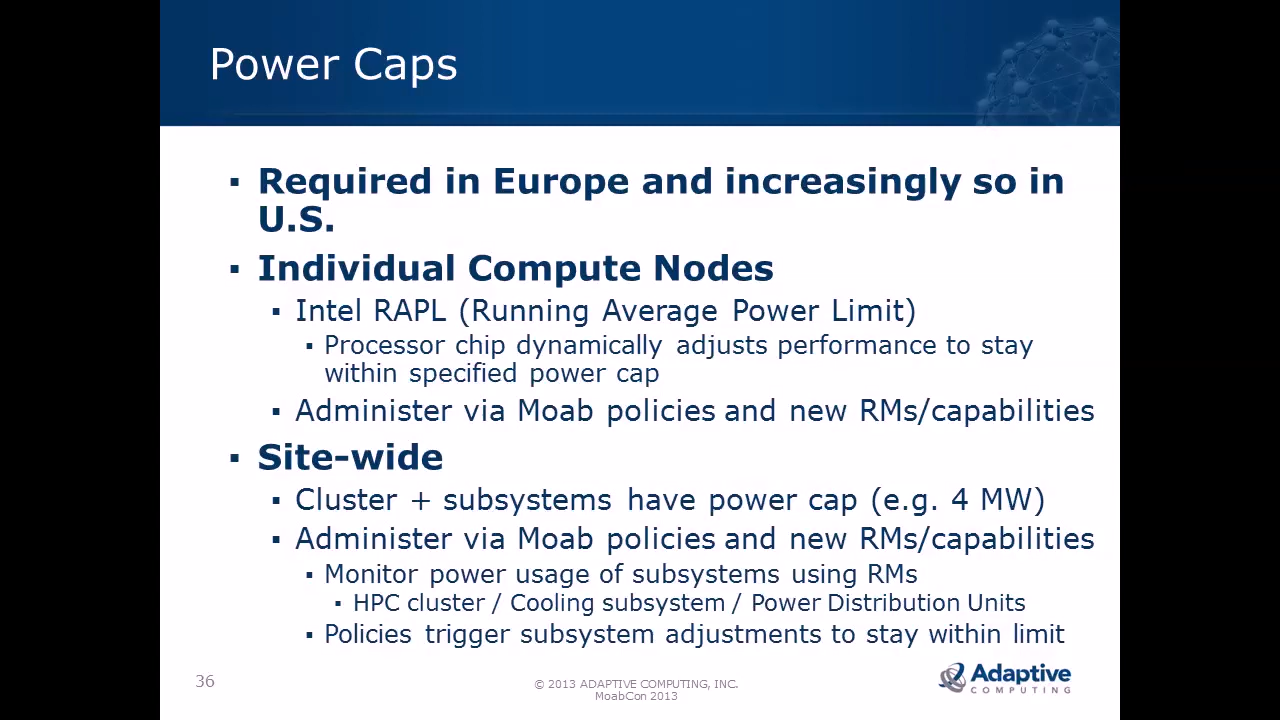 Power Caps
▪ Required in Europe and increasingly so in
U.S.
▪ Individual Compute Nodes
▪ Intel RAPL (Running Average Power Limit)
▪ Processor chip dynamically adjusts performance to stay
within specified power cap
▪ Administer via Moab policies and new RMs/capabilities
▪ Site-wide
▪ Cluster + subsystems have power cap (e.g. 4 MW)
▪ Administer via Moab policies and new RMs/capabilities
▪ Monitor power usage of subsystems using RMs
▪ HPC cluster / Cooling subsystem / Power Distribution Units
▪ Policies trigger subsystem adjustments to stay within limit
36
© 2013 ADAPTIVE COMPUTING, INC.
MoabCon 2013
Adaptive
COMPUTING